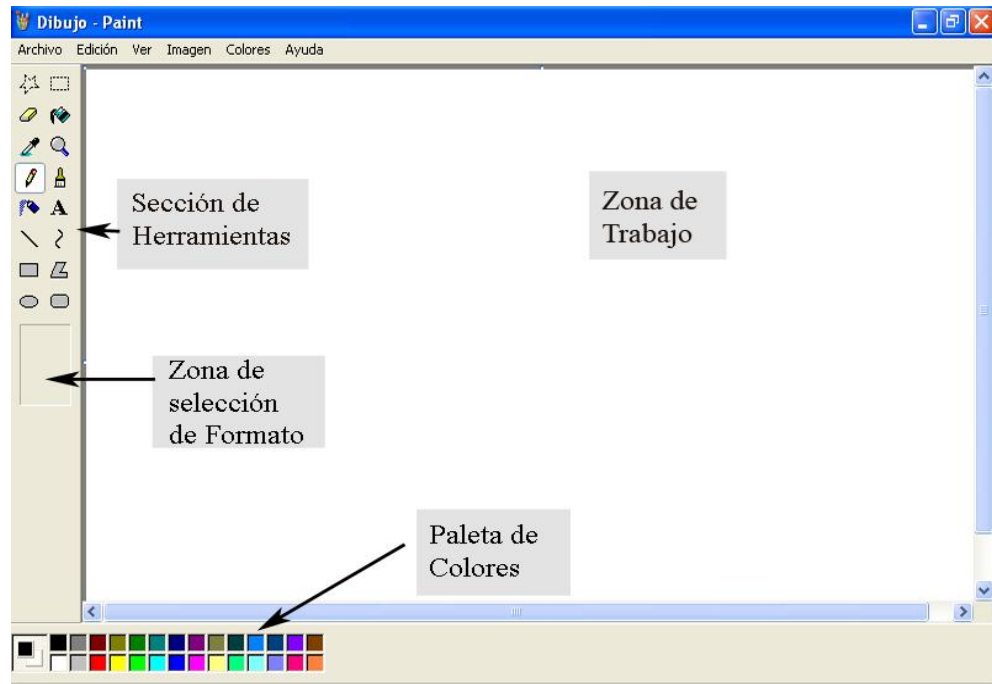 Dibujo - Paint
Archivo Edición Ver Imagen Colores Ayuda
Sección de
Herramientas
Zona de
Trabajo
Zona de
selección
de Formato
Paleta de
Colores